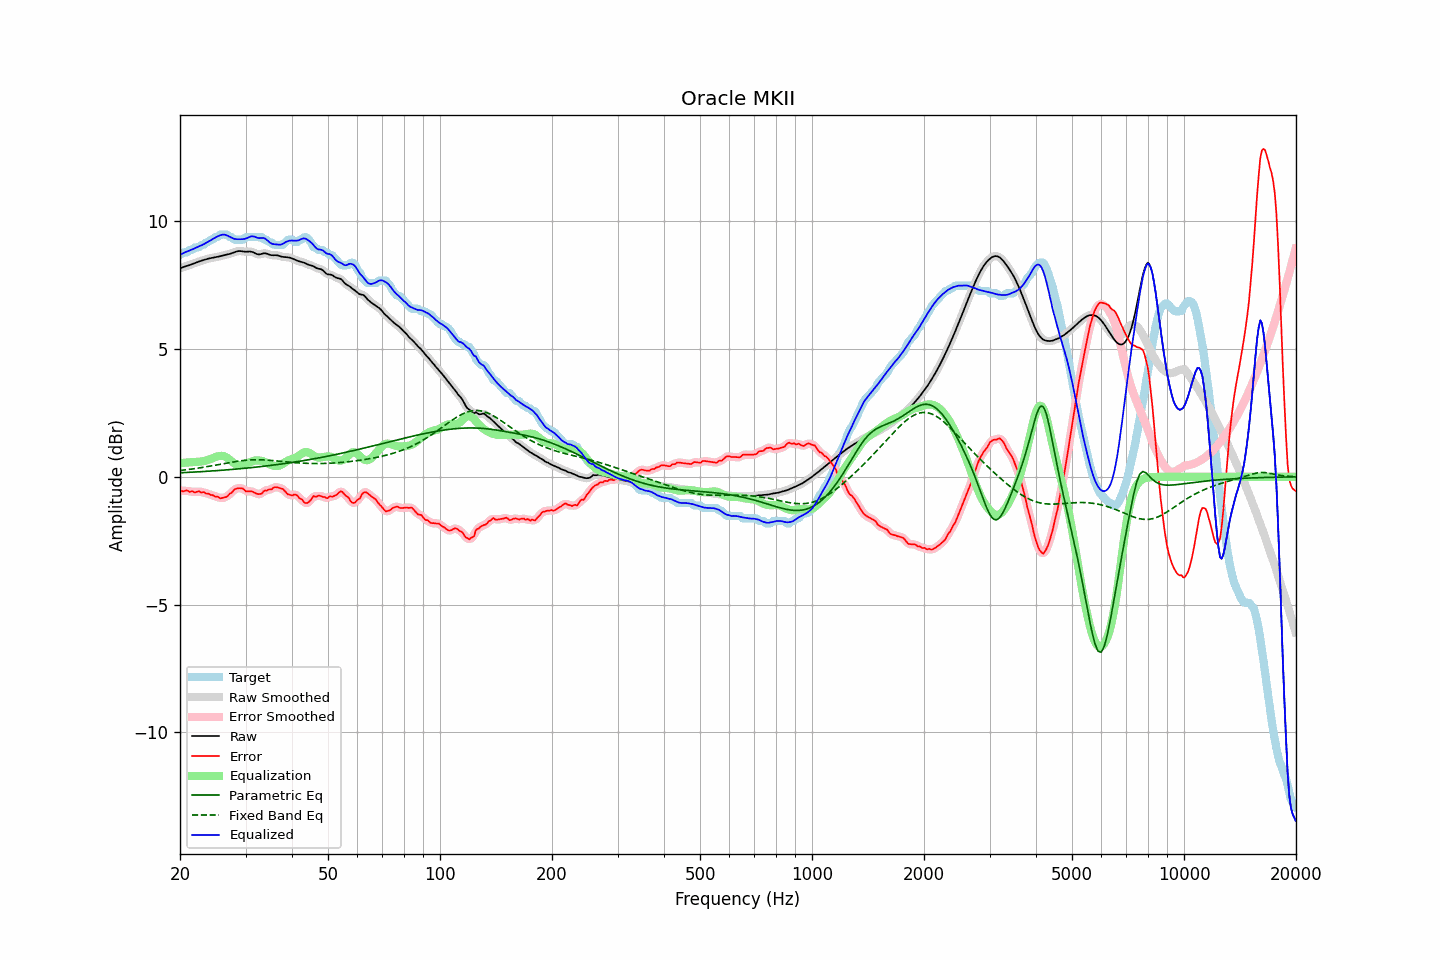 Oracle MKII
Amplitude (dBr)
10
5
0
−5
−10
Target
Raw Smoothed
Error Smoothed
Raw
Error
Equalization
Parametric Eq
Fixed Band Eq
Equalized
20 50 100 200 500 1000 2000 5000 10000 20000
Frequency (Hz)